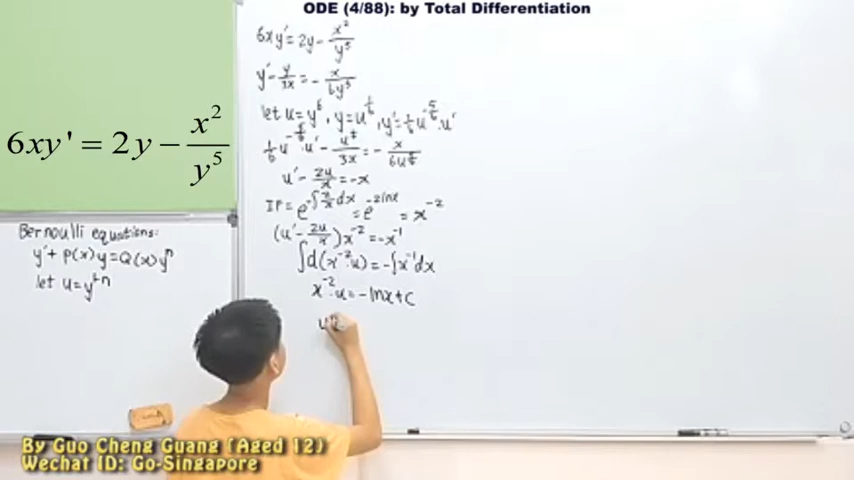 ODE (4/88): by Total Differentiation
6xy' = 2y - x²/y⁵
Bernoulli equations:
y' + P(x)y = Q(x)yⁿ
let u = y¹⁻ⁿ
6xy' = 2y - x²/y⁵
y' - y/3x = - x/6y⁵
let u = y⁶, y = u^(1/6), y' = 1/6 u^(-5/6) · u'
1/6 u^(-5/6) · u' - u^(1/6)/3x = - x/6u^(5/6)
u' - 2u/x = -x
IF = e^(-∫2/x dx) = e^(-2lnx) = x⁻²
(u' - 2u/x)x⁻² = -x⁻¹
∫d(x⁻²·u) = -∫x⁻¹dx
x⁻²·u = -lnx + C
u
By Guo Cheng Guang (Aged 12)
Wechat ID: Go-Singapore